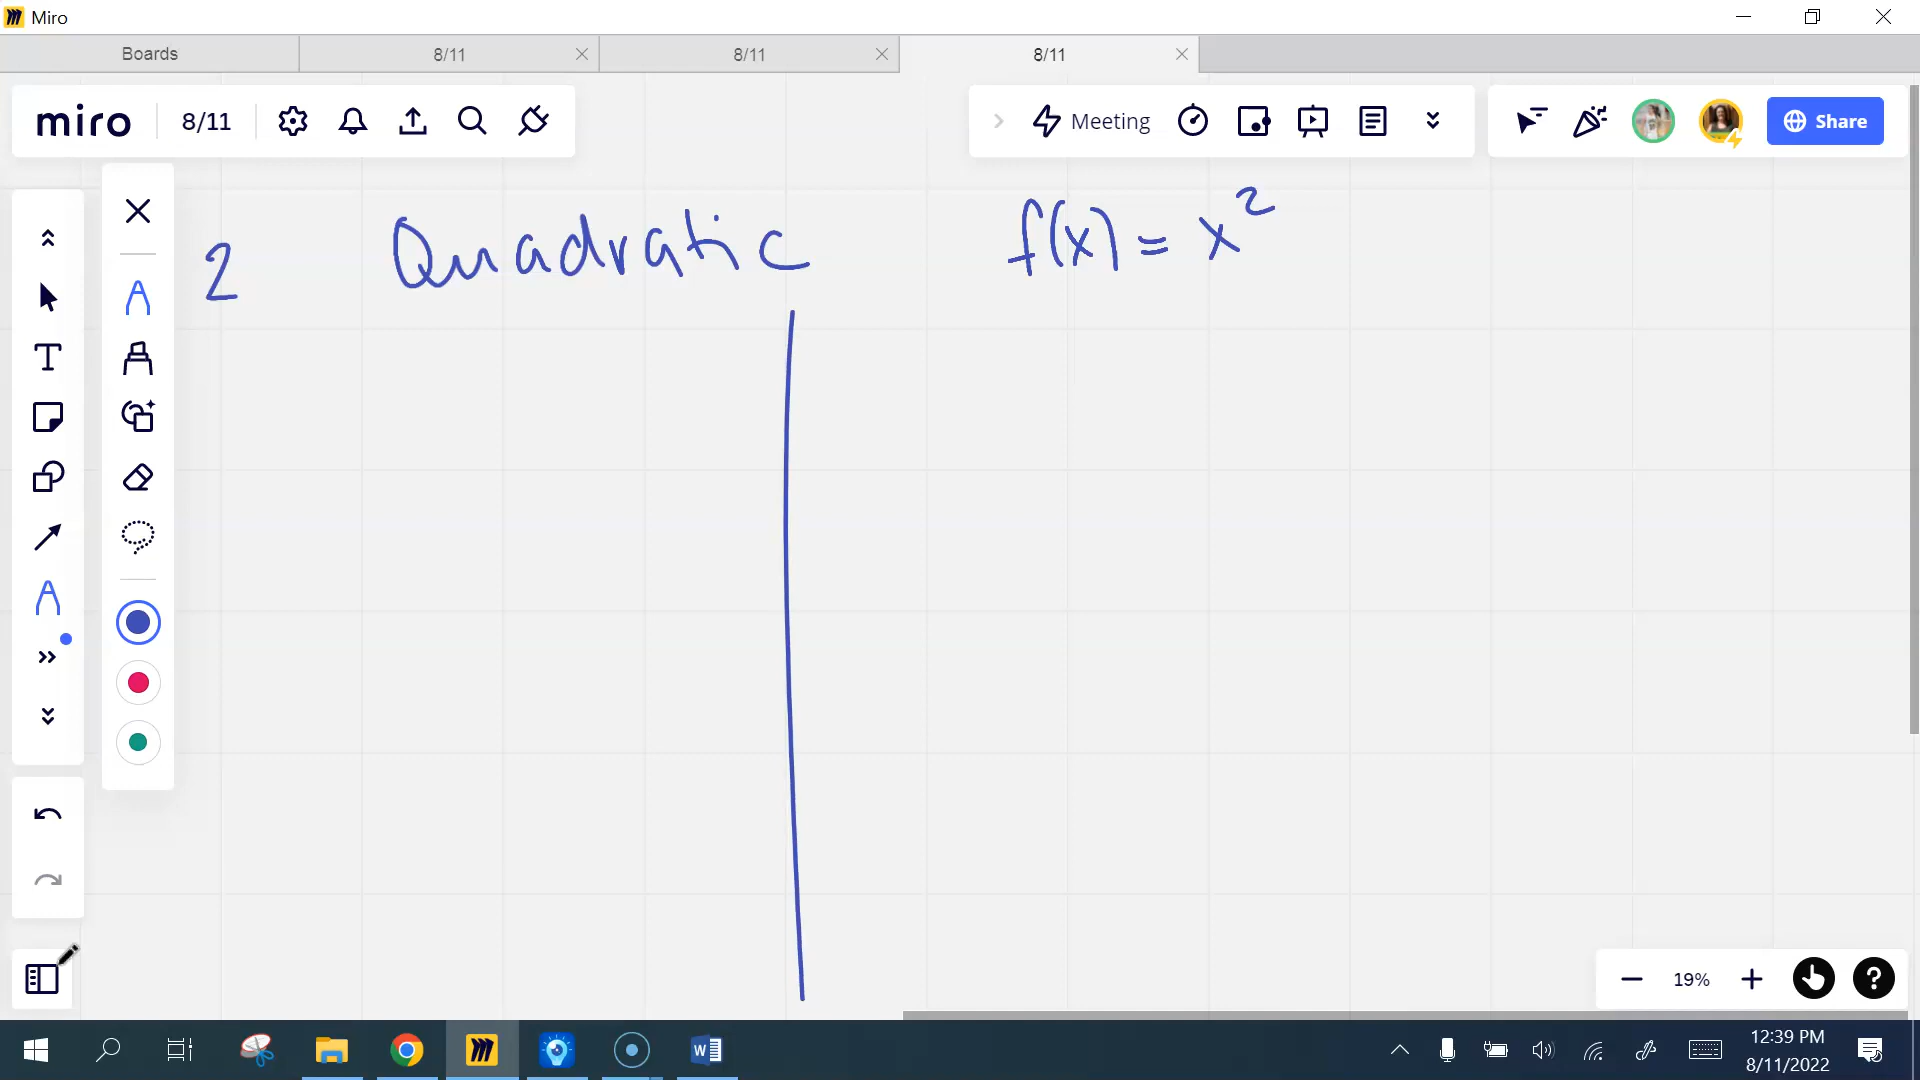 Miro
Boards 8/11 8/11 8/11
miro 8/11 Meeting Share
2 Quadratic f(x) = x²
19%
12:39 PM
8/11/2022